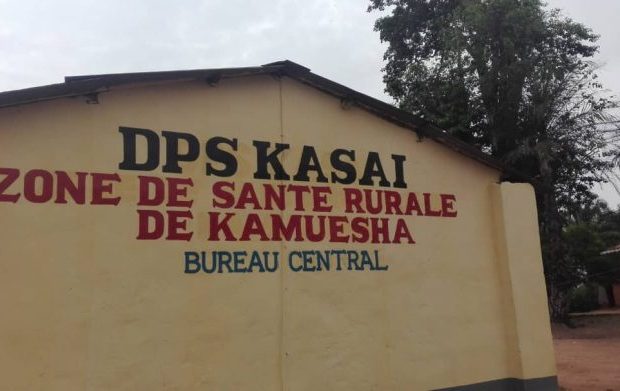 DPS KASAI
ZONE DE SANTE RURALE
DE KAMUESHA
BUREAU CENTRAL